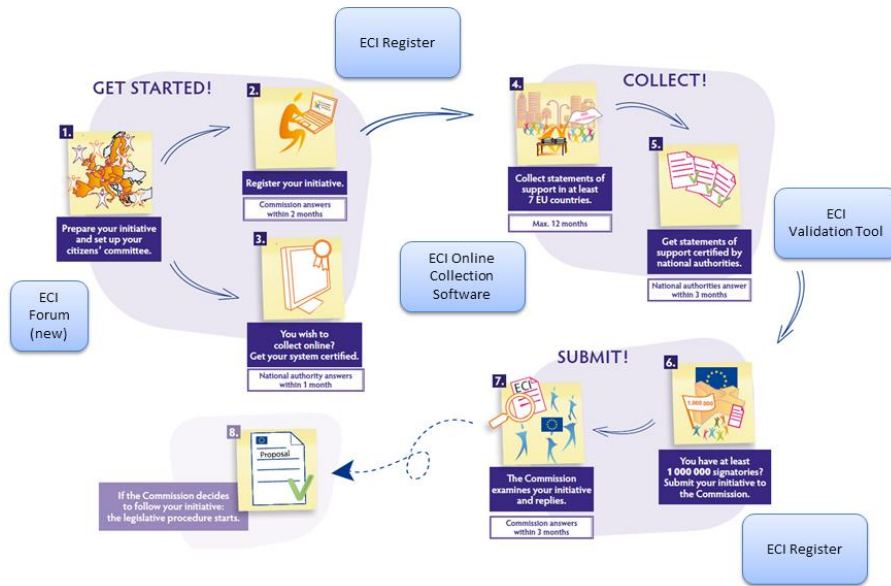 ECI Register
GET STARTED!
1.
Prepare your initiative
and set up your
citizens' committee.
2.
Register your initiative.
Commission answers
within 2 months
3.
You wish to
collect online?
Get your system certified.
National authority answers
within 1 month
ECI
Forum
(new)
ECI Online
Collection
Software
COLLECT!
4.
Collect statements of
support in at least
7 EU countries.
Max. 12 months
5.
Get statements of
support certified by
national authorities.
National authorities answer
within 3 months
ECI
Validation Tool
SUBMIT!
6.
1.000.000
You have at least
1 000 000 signatories?
Submit your initiative to
the Commission.
7.
ECI
The Commission
examines your initiative
and replies.
Commission answers
within 3 months
8.
Proposal
If the Commission decides
to follow your initiative:
the legislative procedure starts.
ECI Register